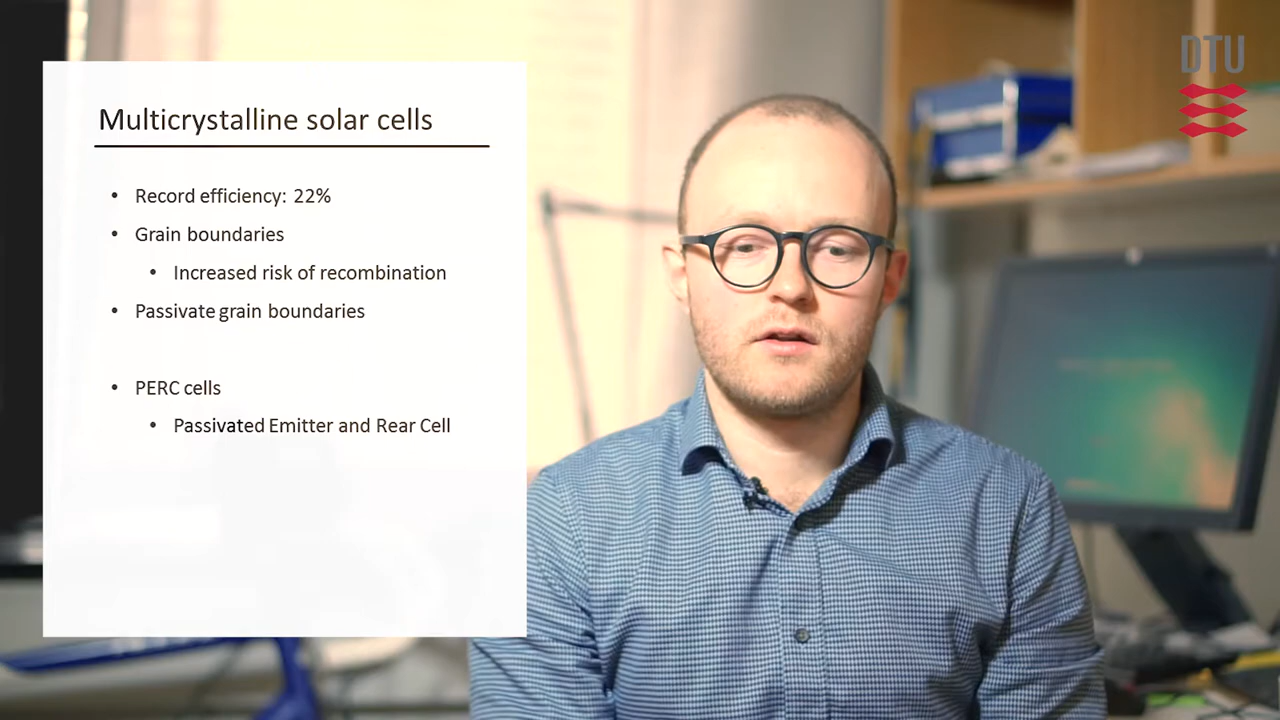 DTU
Multicrystalline solar cells
• Record efficiency: 22%
• Grain boundaries
• Increased risk of recombination
• Passivate grain boundaries
• PERC cells
• Passivated Emitter and Rear Cell